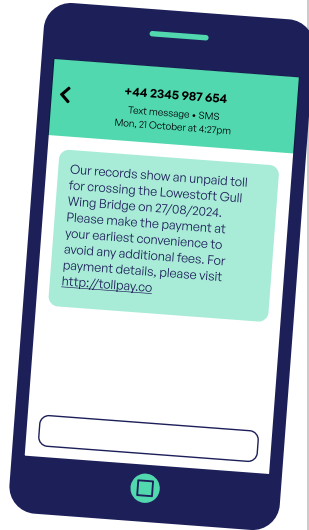 +44 2345 987 654
Text message • SMS
Mon, 21 October at 4:27pm
Our records show an unpaid toll
for crossing the Lowestoft Gull
Wing Bridge on 27/08/2024.
Please make the payment at
your earliest convenience to
avoid any additional fees. For
payment details, please visit
http://tollpay.co